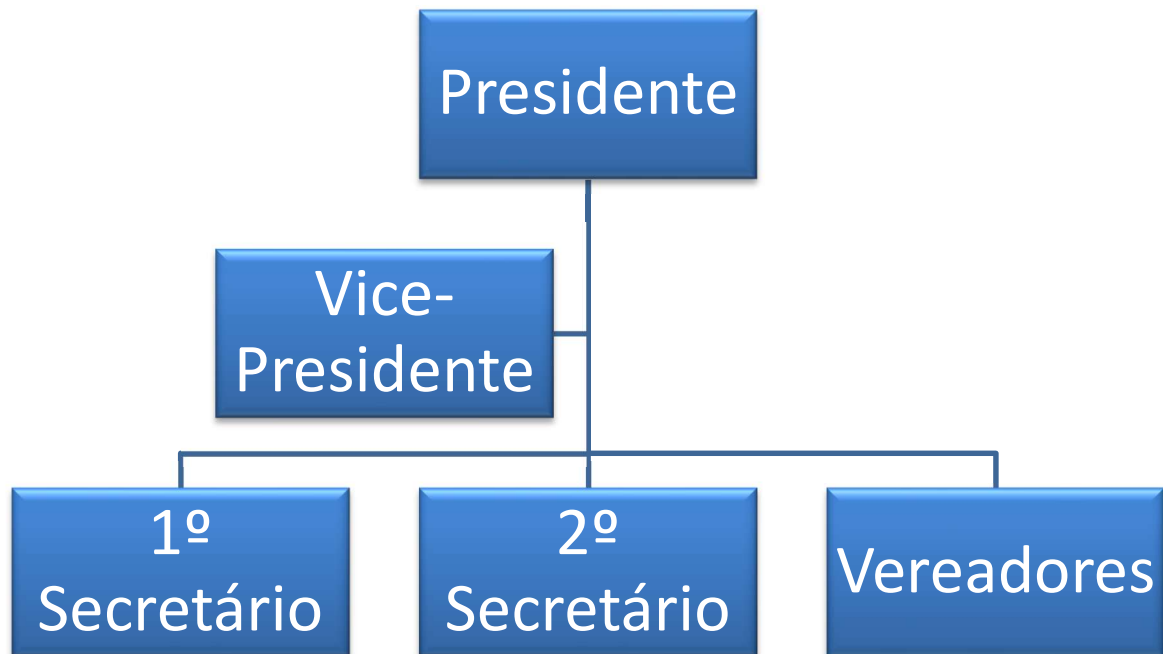 Presidente
Vice-
Presidente
1º
Secretário
2º
Secretário
Vereadores